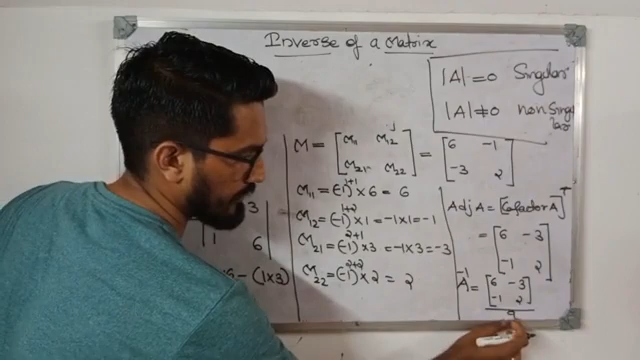 Inverse of a Matrix
|A| = 0 Singular
|A| ≠ 0 non Singular
3
1 6
- (1×3)
M = [M₁₁ M₁₂
M₂₁ M₂₂] = [6 -1
-3 2]
M₁₁ = (-1)¹⁺¹ × 6 = 6
M₁₂ = (-1)¹⁺² × 1 = -1×1 = -1
M₂₁ = (-1)²⁺¹ × 3 = -1×3 = -3
M₂₂ = (-1)²⁺² × 2 = 2
Adj A = [Cofactor A]ᵀ
= [6 -3
-1 2]
A⁻¹ = [6 -3
-1 2]
9